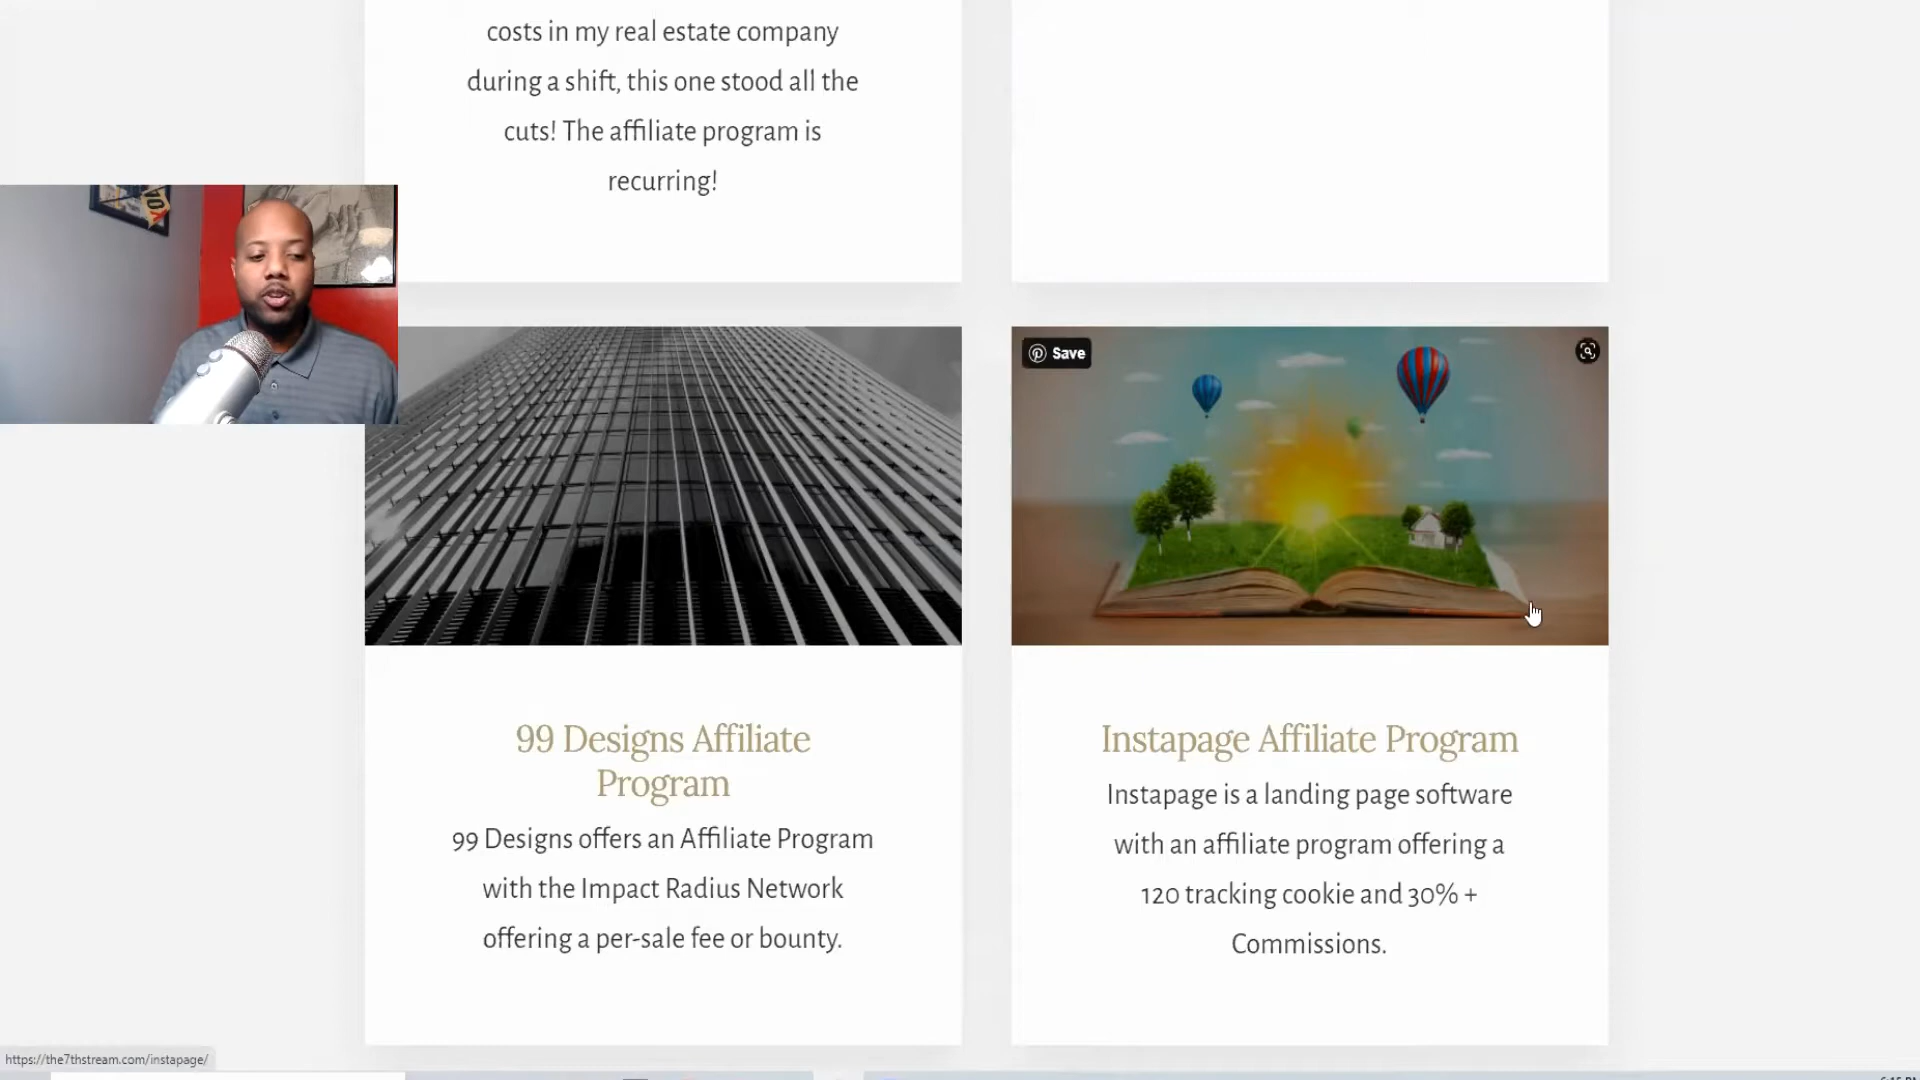 costs in my real estate company
during a shift, this one stood all the
cuts! The affiliate program is
recurring!
10X
Save
99 Designs Affiliate
Program
99 Designs offers an Affiliate Program
with the Impact Radius Network
offering a per-sale fee or bounty.
Instapage Affiliate Program
Instapage is a landing page software
with an affiliate program offering a
120 tracking cookie and 30% +
Commissions.
https://the7thstream.com/instapage/